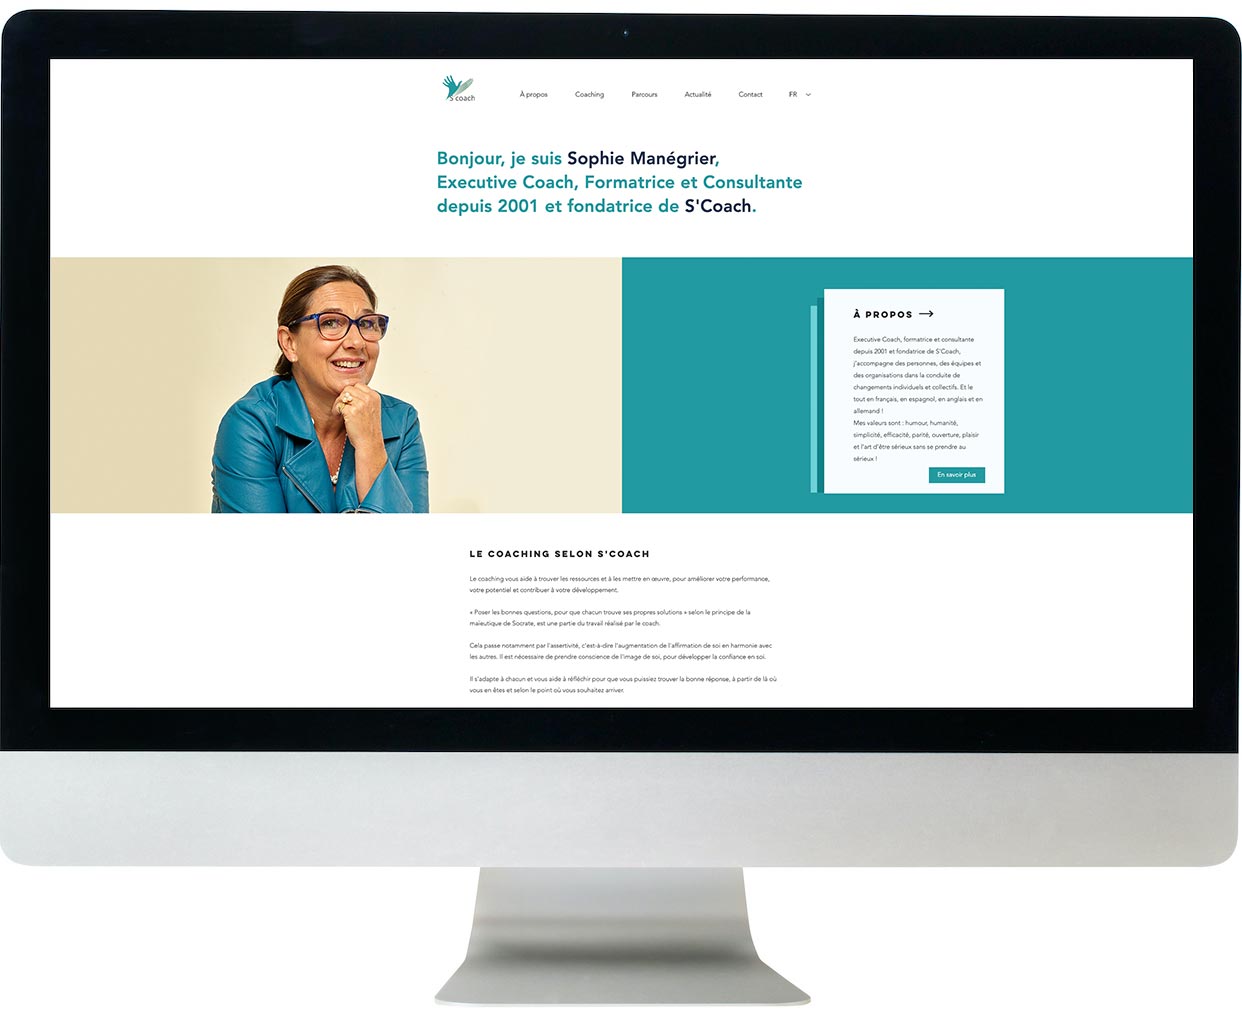 S'coach
À propos Coaching Parcours Actualité Contact FR
Bonjour, je suis Sophie Manégrier,
Executive Coach, Formatrice et Consultante
depuis 2001 et fondatrice de S'Coach.
À PROPOS
Executive Coach, formatrice et consultante
depuis 2001 et fondatrice de S'Coach,
j'accompagne des personnes, des équipes et
des organisations dans la conduite de
changements individuels et collectifs. Et le
tout en français, en espagnol, en anglais et en
allemand !
Mes valeurs sont : humour, humanité,
simplicité, efficacité, parité, ouverture, plaisir
et l'art d'être sérieux sans se prendre au
sérieux !
En savoir plus
LE COACHING SELON S'COACH
Le coaching vous aide à trouver les ressources et à les mettre en œuvre, pour améliorer votre performance,
votre potentiel et contribuer à votre développement.
« Poser les bonnes questions, pour que chacun trouve ses propres solutions » selon le principe de la
maïeutique de Socrate, est une partie du travail réalisé par le coach.
Cela passe notamment par l'assertivité, c'est-à-dire l'augmentation de l'affirmation de soi en harmonie avec
les autres. Il est nécessaire de prendre conscience de l'image de soi, pour développer la confiance en soi.
Il s'adapte à chacun et vous aide à réfléchir pour que vous puissiez trouver la bonne réponse, à partir de là où
vous en êtes et selon le point où vous souhaitez arriver.